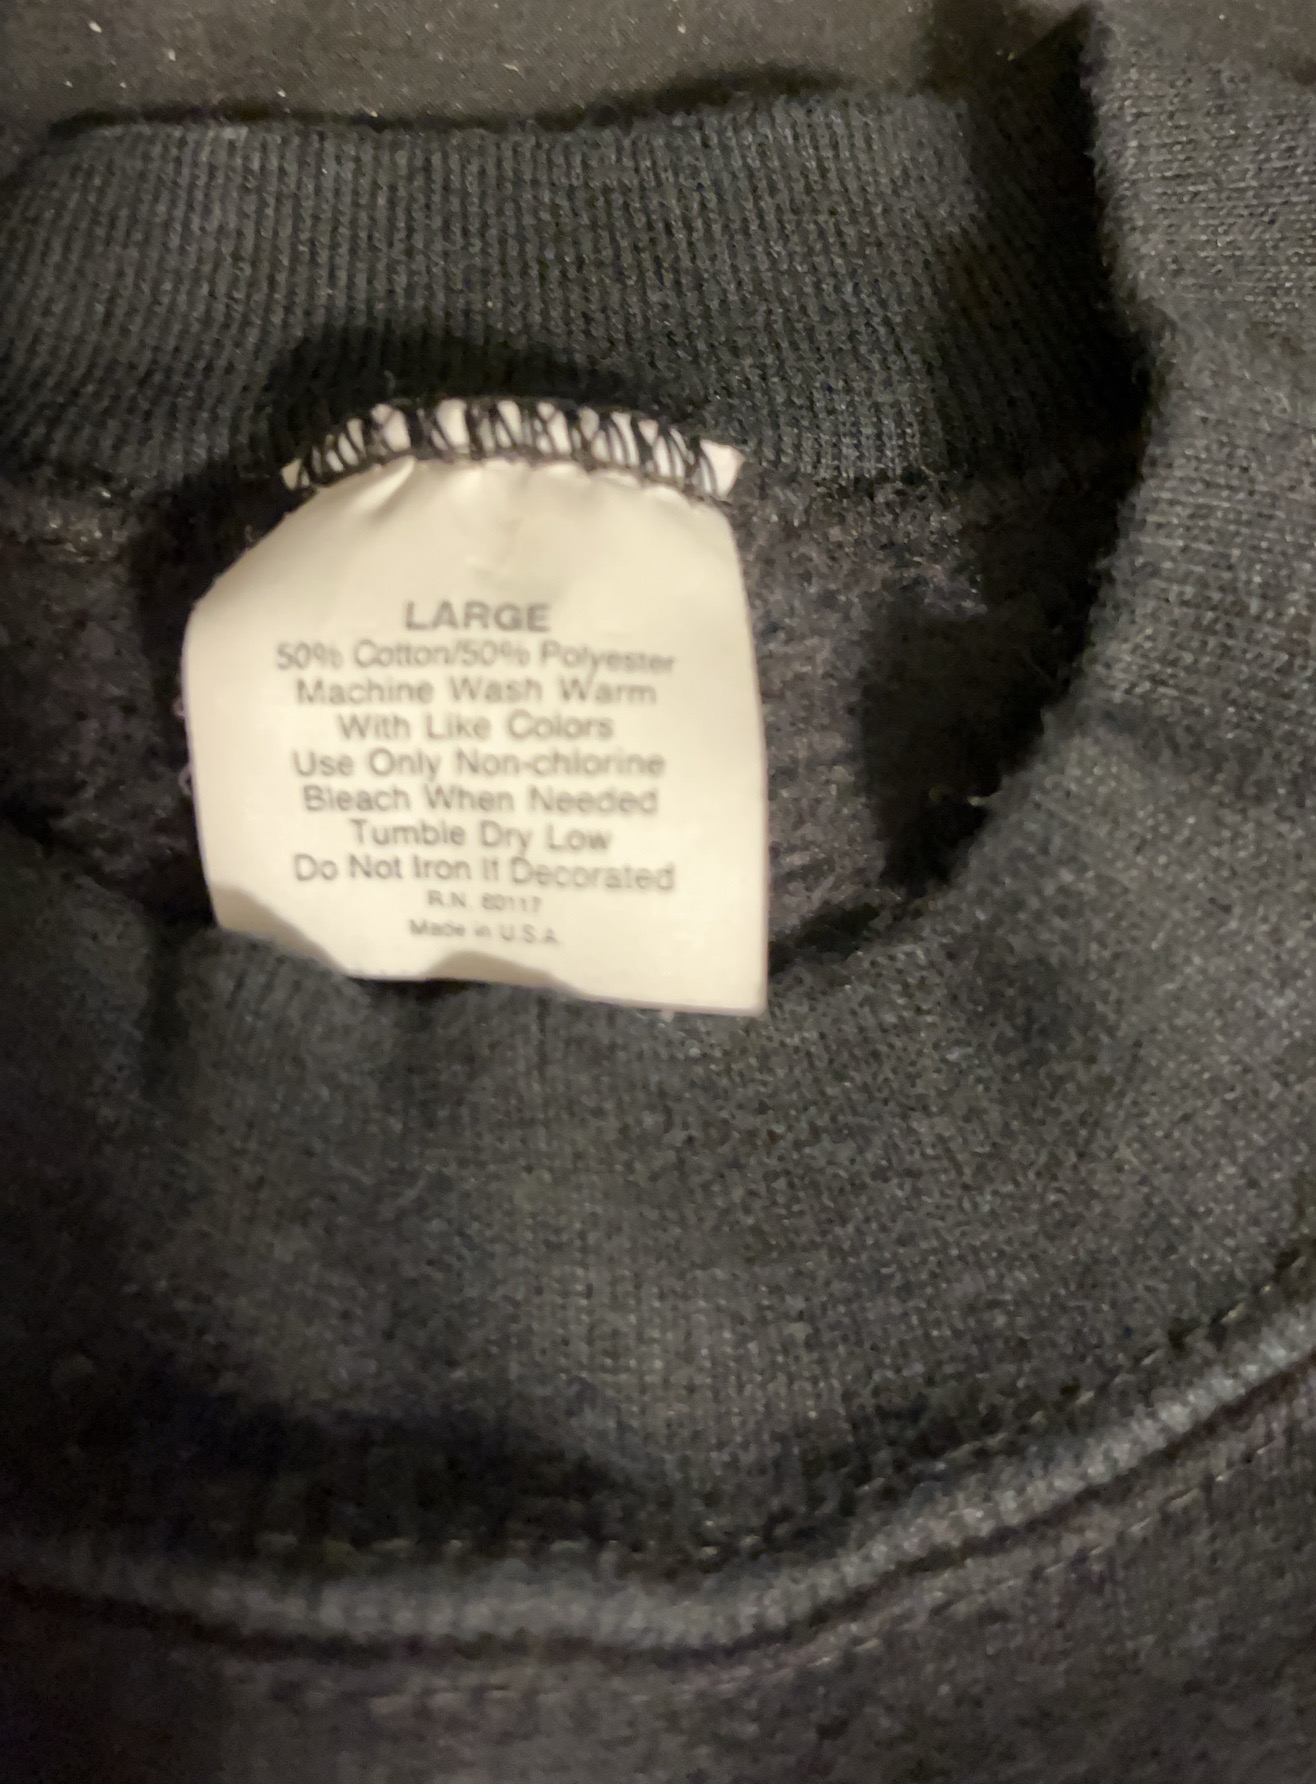 LARGE
50% Cotton/50% Polyester
Machine Wash Warm
With Like Colors
Use Only Non-chlorine
Bleach When Needed
Tumble Dry Low
Do Not Iron If Decorated
R.N. 80117
Made in U.S.A.